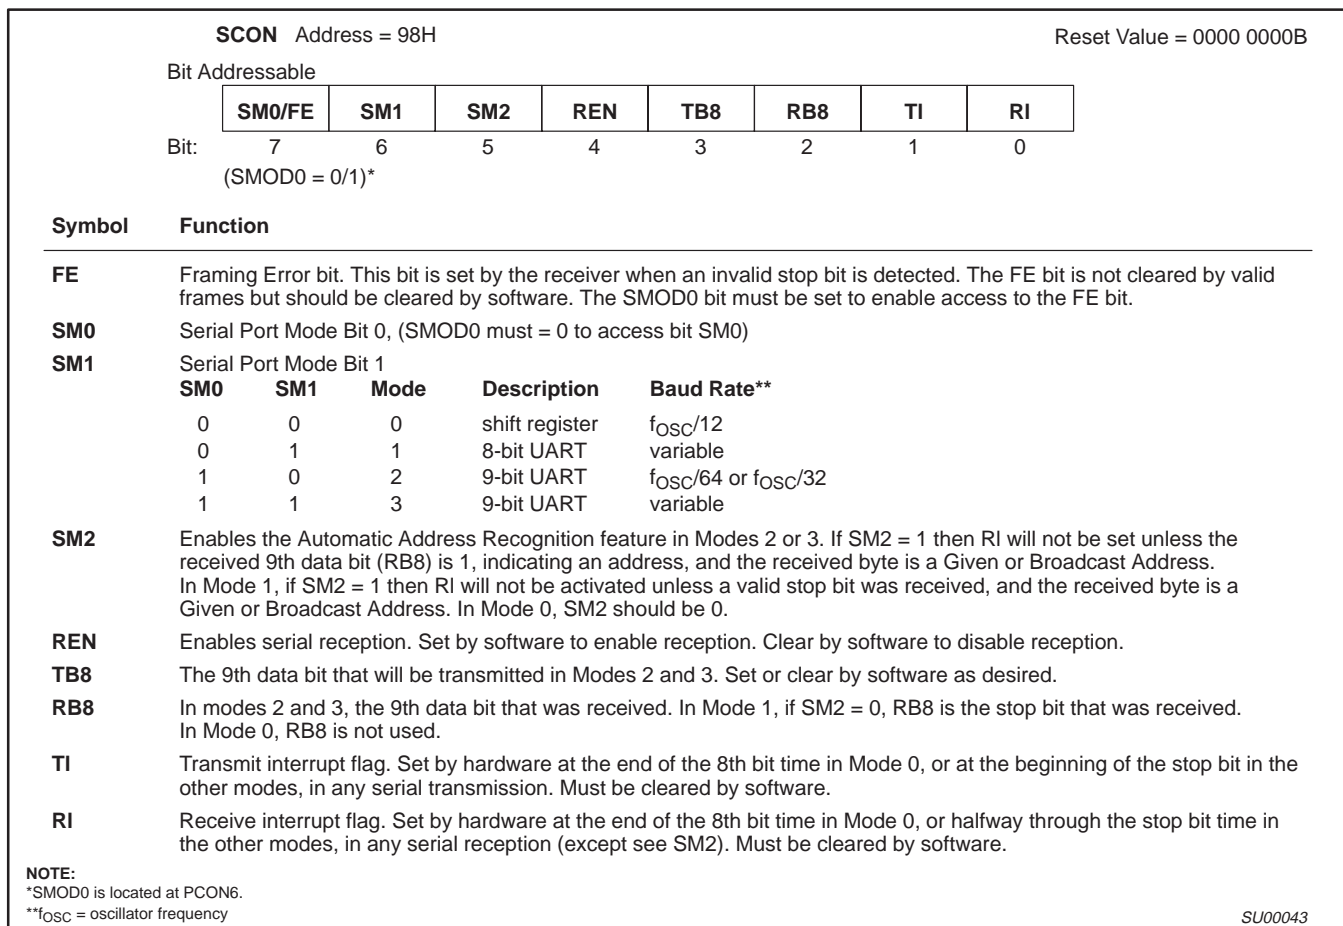 SCON Address = 98H Reset Value = 0000 0000B
Bit Addressable
SM0/FE SM1 SM2 REN TB8 RB8 TI RI
Bit: 7 6 5 4 3 2 1 0
(SMOD0 = 0/1)*
Symbol Function
FE Framing Error bit. This bit is set by the receiver when an invalid stop bit is detected. The FE bit is not cleared by valid
frames but should be cleared by software. The SMOD0 bit must be set to enable access to the FE bit.
SM0 Serial Port Mode Bit 0, (SMOD0 must = 0 to access bit SM0)
SM1 Serial Port Mode Bit 1
SM0 SM1 Mode Description Baud Rate**
0 0 0 shift register fOSC/12
0 1 1 8-bit UART variable
1 0 2 9-bit UART fOSC/64 or fOSC/32
1 1 3 9-bit UART variable
SM2 Enables the Automatic Address Recognition feature in Modes 2 or 3. If SM2 = 1 then RI will not be set unless the
received 9th data bit (RB8) is 1, indicating an address, and the received byte is a Given or Broadcast Address.
In Mode 1, if SM2 = 1 then RI will not be activated unless a valid stop bit was received, and the received byte is a
Given or Broadcast Address. In Mode 0, SM2 should be 0.
REN Enables serial reception. Set by software to enable reception. Clear by software to disable reception.
TB8 The 9th data bit that will be transmitted in Modes 2 and 3. Set or clear by software as desired.
RB8 In modes 2 and 3, the 9th data bit that was received. In Mode 1, if SM2 = 0, RB8 is the stop bit that was received.
In Mode 0, RB8 is not used.
TI Transmit interrupt flag. Set by hardware at the end of the 8th bit time in Mode 0, or at the beginning of the stop bit in the
other modes, in any serial transmission. Must be cleared by software.
RI Receive interrupt flag. Set by hardware at the end of the 8th bit time in Mode 0, or halfway through the stop bit time in
the other modes, in any serial reception (except see SM2). Must be cleared by software.
NOTE:
*SMOD0 is located at PCON6.
**fOSC = oscillator frequency SU00043